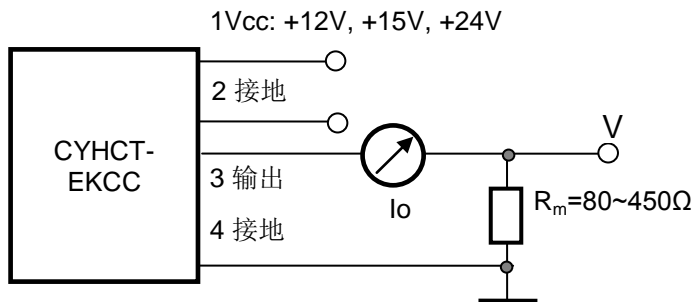 1Vcc: +12V, +15V, +24V
2 接地
CYHCT-
EKCC
3 输出
Io
V
Rm=80~450Ω
4 接地